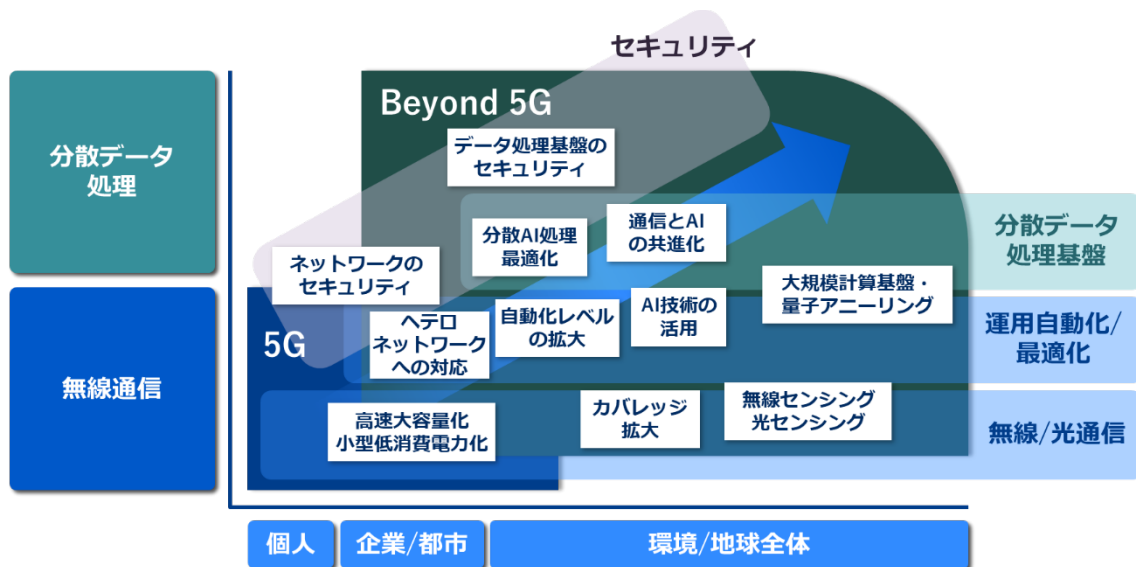 セキュリティ
Beyond 5G
分散データ
処理
データ処理基盤の
セキュリティ
分散AI処理
最適化
通信とAI
の共進化
分散データ
処理基盤
ネットワークの
セキュリティ
大規模計算基盤・
量子アニーリング
5G
ヘテロ
ネットワーク
への対応
自動化レベル
の拡大
AI技術の
活用
運用自動化/
最適化
無線通信
高速大容量化
小型低消費電力化
カバレッジ
拡大
無線センシング
光センシング
無線/光通信
個人
企業/都市
環境/地球全体